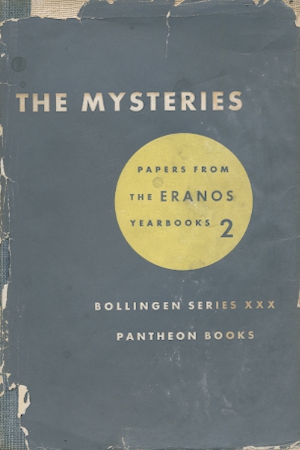 THE MYSTERIES
PAPERS FROM
THE ERANOS
YEARBOOKS 2
BOLLINGEN SERIES XXX
PANTHEON BOOKS